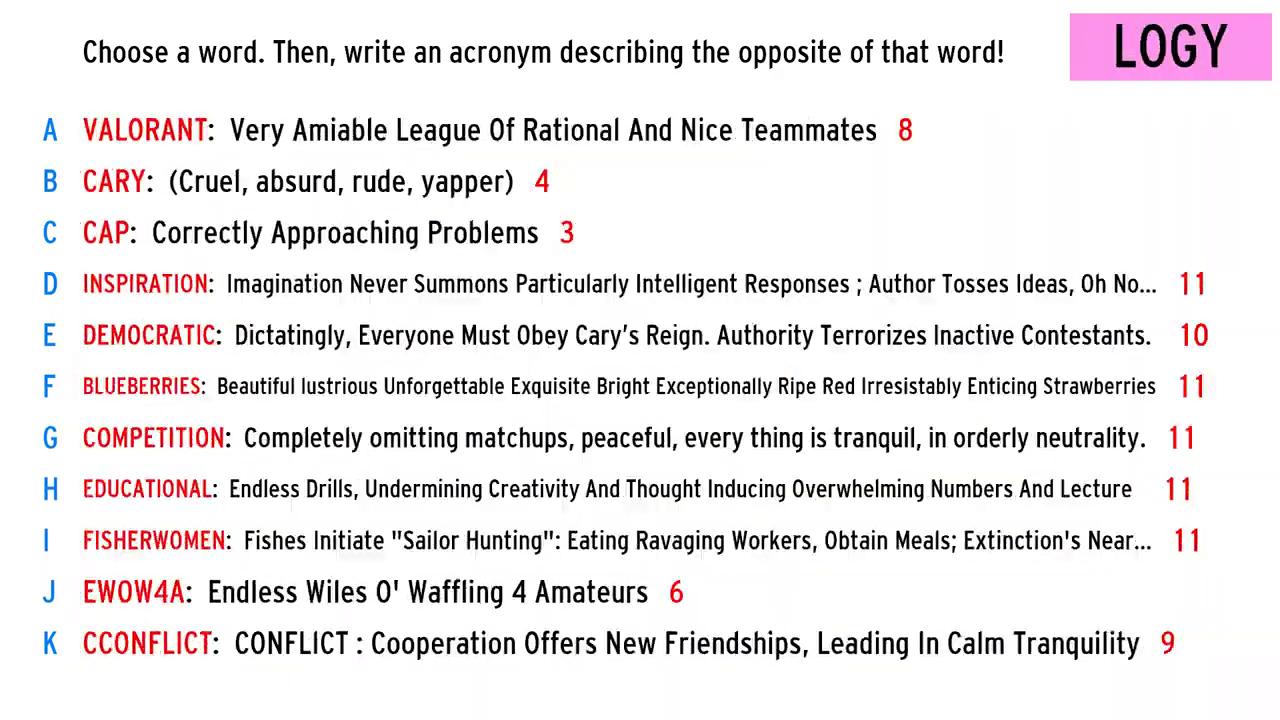 Choose a word. Then, write an acronym describing the opposite of that word!
LOGY
A VALORANT: Very Amiable League Of Rational And Nice Teammates 8
B CARY: (Cruel, absurd, rude, yapper) 4
C CAP: Correctly Approaching Problems 3
D INSPIRATION: Imagination Never Summons Particularly Intelligent Responses ; Author Tosses Ideas, Oh No... 11
E DEMOCRATIC: Dictatingly, Everyone Must Obey Cary's Reign. Authority Terrorizes Inactive Contestants. 10
F BLUEBERRIES: Beautiful lustrious Unforgettable Exquisite Bright Exceptionally Ripe Red Irresistably Enticing Strawberries 11
G COMPETITION: Completely omitting matchups, peaceful, every thing is tranquil, in orderly neutrality. 11
H EDUCATIONAL: Endless Drills, Undermining Creativity And Thought Inducing Overwhelming Numbers And Lecture 11
I FISHERWOMEN: Fishes Initiate "Sailor Hunting": Eating Ravaging Workers, Obtain Meals; Extinction's Near... 11
J EWOW4A: Endless Wiles O' Waffling 4 Amateurs 6
K CCONFLICT: CONFLICT : Cooperation Offers New Friendships, Leading In Calm Tranquility 9